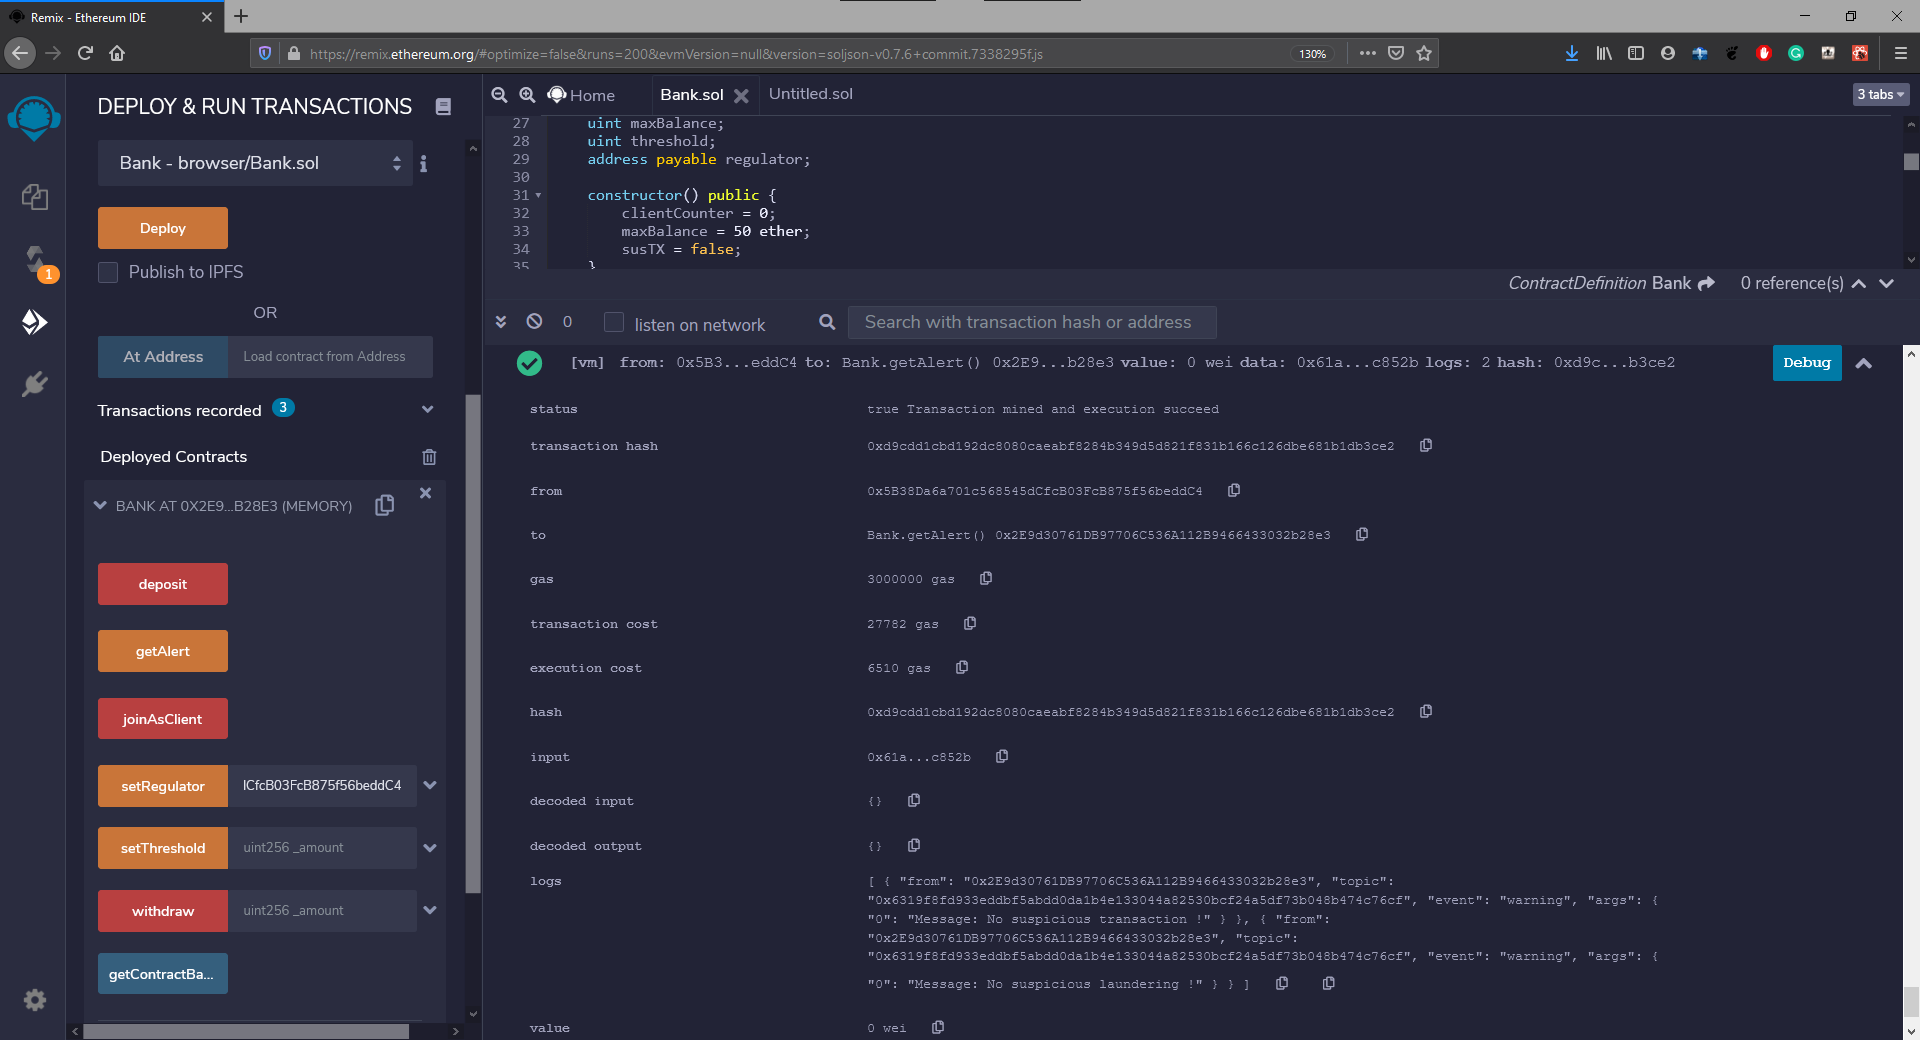 Remix - Ethereum IDE
https://remix.ethereum.org/#optimize=false&runs=200&evmVersion=null&version=soljson-v0.7.6+commit.7338295f.js
130%
DEPLOY & RUN TRANSACTIONS
Bank - browser/Bank.sol
Deploy
Publish to IPFS
OR
At Address
Load contract from Address
Transactions recorded 3
Deployed Contracts
BANK AT 0X2E9...B28E3 (MEMORY)
deposit
getAlert
joinAsClient
setRegulator
lCfcB03FcB875f56beddC4
setThreshold
uint256 _amount
withdraw
uint256 _amount
getContractBa...
1
Home
Bank.sol
Untitled.sol
3 tabs
27 uint maxBalance;
28 uint threshold;
29 address payable regulator;
30
31 constructor() public {
32 clientCounter = 0;
33 maxBalance = 50 ether;
34 susTX = false;
35 }
ContractDefinition Bank
0 reference(s)
0
listen on network
Search with transaction hash or address
[vm] from: 0x5B3...eddC4 to: Bank.getAlert() 0x2E9...b28e3 value: 0 wei data: 0x61a...c852b logs: 2 hash: 0xd9c...b3ce2
Debug
status true Transaction mined and execution succeed
transaction hash 0xd9cdd1cbd192dc8080caeabf8284b349d5d821f831b166c126dbe681b1db3ce2
from 0x5B38Da6a701c568545dCfcB03FcB875f56beddC4
to Bank.getAlert() 0x2E9d30761DB97706C536A112B9466433032b28e3
gas 3000000 gas
transaction cost 27782 gas
execution cost 6510 gas
hash 0xd9cdd1cbd192dc8080caeabf8284b349d5d821f831b166c126dbe681b1db3ce2
input 0x61a...c852b
decoded input {}
decoded output {}
logs [ { "from": "0x2E9d30761DB97706C536A112B9466433032b28e3", "topic":
"0x6319f8fd933eddbf5abdd0da1b4e133044a82530bcf24a5df73b048b474c76cf", "event": "warning", "args": {
"0": "Message: No suspicious transaction !" } }, { "from":
"0x2E9d30761DB97706C536A112B9466433032b28e3", "topic":
"0x6319f8fd933eddbf5abdd0da1b4e133044a82530bcf24a5df73b048b474c76cf", "event": "warning", "args": {
"0": "Message: No suspicious laundering !" } } ]
value 0 wei